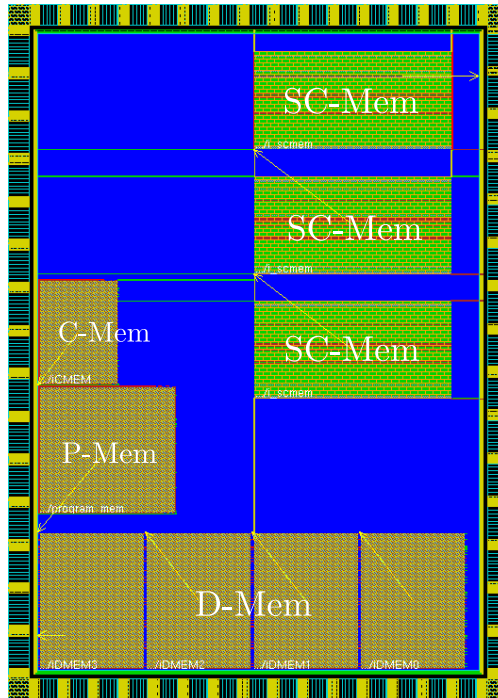 SC-Mem
/i_scmem
SC-Mem
/i_scmem
C-Mem
SC-Mem
/iCMEM
/i_scmem
P-Mem
/program_mem
D-Mem
/iDMEM3 /iDMEM2 /iDMEM1 /iDMEM0